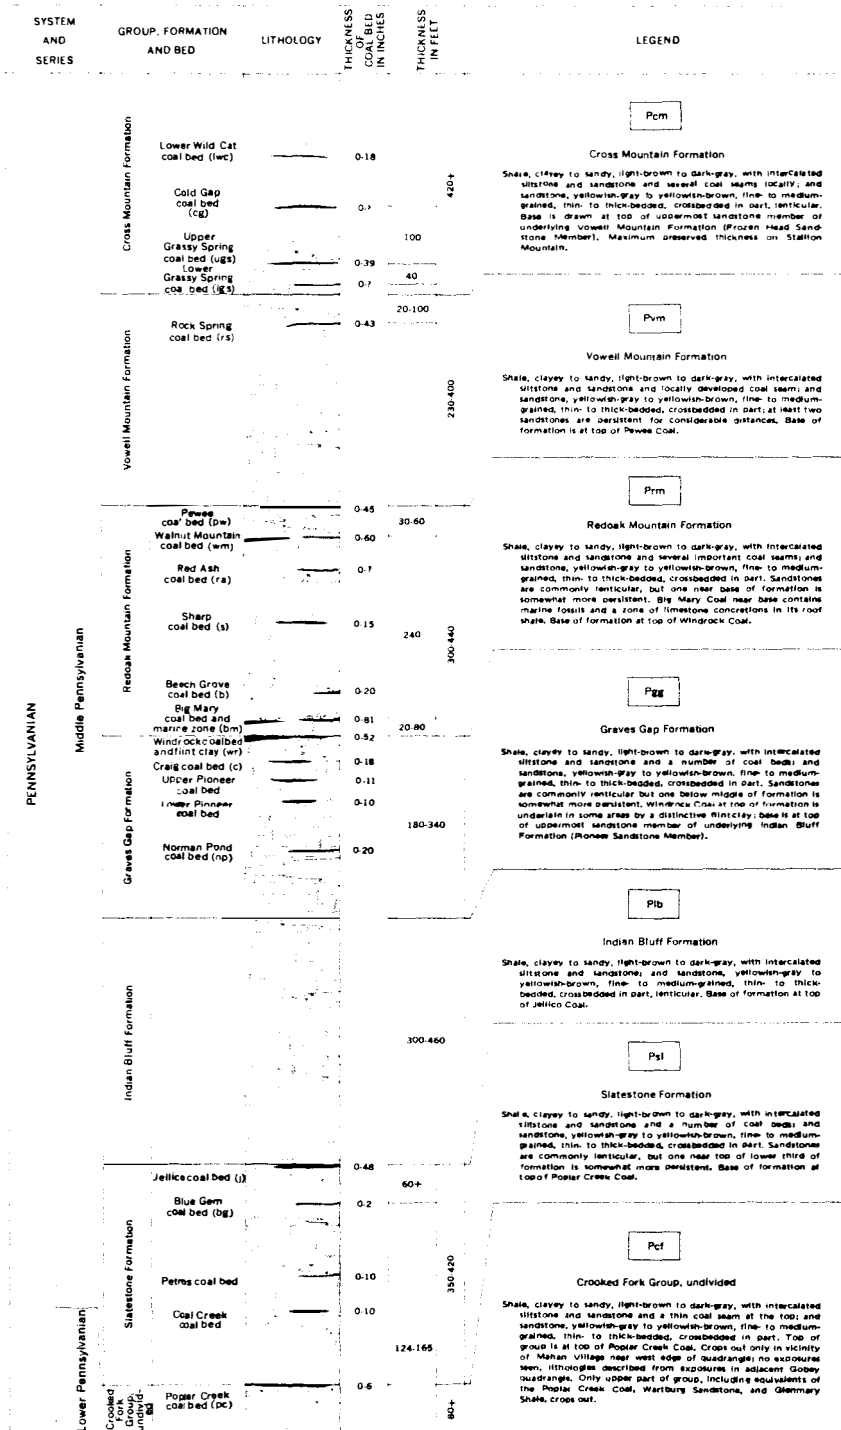 SYSTEM
AND
SERIES
GROUP, FORMATION
AND BED
LITHOLOGY
THICKNESS
OF
COAL BED
IN INCHES
THICKNESS
IN FEET
LEGEND
PENNSYLVANIAN
Middle Pennsylvanian
Lower Pennsylvanian
Cross Mountain Formation
Lower Wild Cat
coal bed (lwc)
0-18
Cold Gap
coal bed
(cg)
0-?
420+
Upper
Grassy Spring
coal bed (ugs)
100
0-39
Lower
Grassy Spring
coal bed (lgs)
40
0-?
Vowell Mountain Formation
20-100
Rock Spring
coal bed (rs)
0-43
230-400
Redoak Mountain Formation
Pewee
coal bed (pw)
0-45
30-60
Walnut Mountain
coal bed (wm)
0-60
Red Ash
coal bed (ra)
0-?
Sharp
coal bed (s)
0-15
240
300-440
Beech Grove
coal bed (b)
0-20
Big Mary
coal bed and
marine zone (bm)
0-81
20-80
Graves Gap Formation
Windrock coal bed
and flint clay (wr)
0-52
Craig coal bed (c)
0-18
Upper Pioneer
coal bed
0-11
Lower Pioneer
coal bed
0-10
180-340
Norman Pond
coal bed (np)
0-20
Indian Bluff Formation
300-460
Slatestone Formation
Jellico coal bed (j)
0-48
60+
Blue Gem
coal bed (bg)
0-2
350-420
Petros coal bed
0-10
Coal Creek
coal bed
0-10
124-165
Crooked
Fork
Group,
undivid-
ed
Poplar Creek
coal bed (pc)
0-6
80+
Pcm
Cross Mountain Formation
Shale, clayey to sandy, light-brown to dark-gray, with intercalated
siltstone and sandstone and several coal seams locally; and
sandstone, yellowish-gray to yellowish-brown, fine- to medium-
grained, thin- to thick-bedded, crossbedded in part, lenticular.
Base is drawn at top of uppermost sandstone member of
underlying Vowell Mountain Formation (Frozen Head Sand-
stone Member). Maximum preserved thickness on Stallion
Mountain.
Pvm
Vowell Mountain Formation
Shale, clayey to sandy, light-brown to dark-gray, with intercalated
siltstone and sandstone and locally developed coal seam; and
sandstone, yellowish-gray to yellowish-brown, fine- to medium-
grained, thin- to thick-bedded, crossbedded in part; at least two
sandstones are persistent for considerable distances. Base of
formation is at top of Pewee Coal.
Prm
Redoak Mountain Formation
Shale, clayey to sandy, light-brown to dark-gray, with intercalated
siltstone and sandstone and several important coal seams; and
sandstone, yellowish-gray to yellowish-brown, fine- to medium-
grained, thin- to thick-bedded, crossbedded in part. Sandstones
are commonly lenticular, but one near base of formation is
somewhat more persistent. Big Mary Coal near base contains
marine fossils and a zone of limestone concretions in its roof
shale. Base of formation at top of Windrock Coal.
Pgg
Graves Gap Formation
Shale, clayey to sandy, light-brown to dark-gray, with intercalated
siltstone and sandstone and a number of coal beds; and
sandstone, yellowish-gray to yellowish-brown, fine- to medium-
grained, thin- to thick-bedded, crossbedded in part. Sandstones
are commonly lenticular but one below middle of formation is
somewhat more persistent. Windrock Coal at top of formation is
underlain in some areas by a distinctive flintclay; base is at top
of uppermost sandstone member of underlying Indian Bluff
Formation (Pioneer Sandstone Member).
Pib
Indian Bluff Formation
Shale, clayey to sandy, light-brown to dark-gray, with intercalated
siltstone and sandstone; and sandstone, yellowish-gray to
yellowish-brown, fine- to medium-grained, thin- to thick-
bedded, crossbedded in part, lenticular. Base of formation at top
of Jellico Coal.
Psl
Slatestone Formation
Shale, clayey to sandy, light-brown to dark-gray, with intercalated
siltstone and sandstone and a number of coal beds; and
sandstone, yellowish-gray to yellowish-brown, fine- to medium-
grained, thin- to thick-bedded, crossbedded in part. Sandstones
are commonly lenticular, but one near top of lower third of
formation is somewhat more persistent. Base of formation at
top of Poplar Creek Coal.
Pcf
Crooked Fork Group, undivided
Shale, clayey to sandy, light-brown to dark-gray, with intercalated
siltstone and sandstone and a thin coal seam at the top; and
sandstone, yellowish-gray to yellowish-brown, fine- to medium-
grained, thin- to thick-bedded, crossbedded in part. Top of
group is at top of Poplar Creek Coal. Crops out only in vicinity
of Mahan Village near west edge of quadrangle; no exposures
seen, lithologies described from exposures in adjacent Gobey
quadrangle. Only upper part of group, including equivalents of
the Poplar Creek Coal, Wartburg Sandstone, and Glenmary
Shale, crops out.